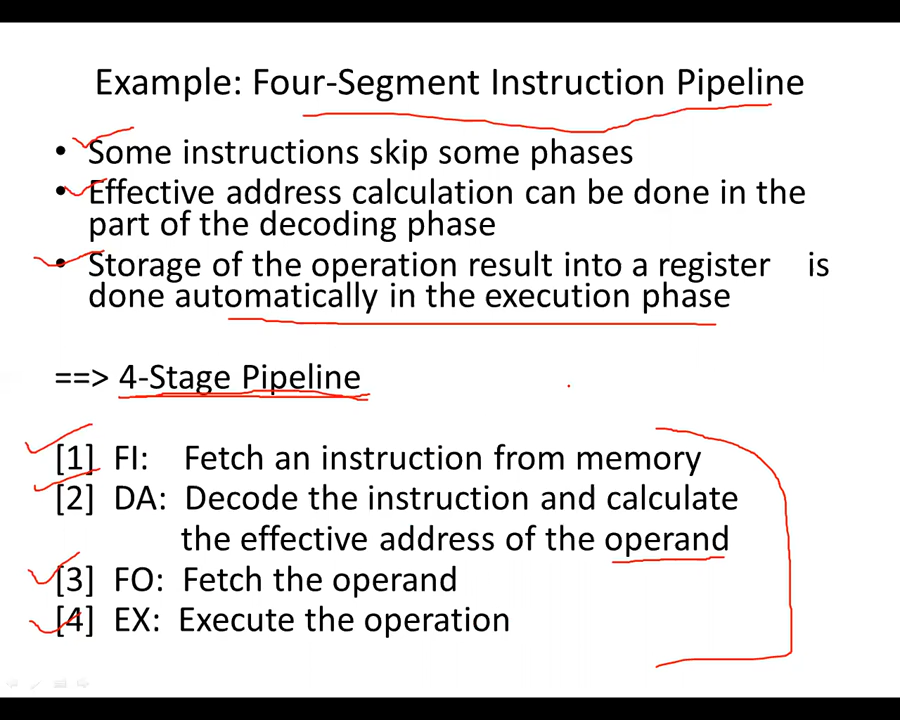 Example: Four-Segment Instruction Pipeline
• Some instructions skip some phases
• Effective address calculation can be done in the
part of the decoding phase
• Storage of the operation result into a register is
done automatically in the execution phase
==> 4-Stage Pipeline
[1] FI: Fetch an instruction from memory
[2] DA: Decode the instruction and calculate
the effective address of the operand
[3] FO: Fetch the operand
[4] EX: Execute the operation